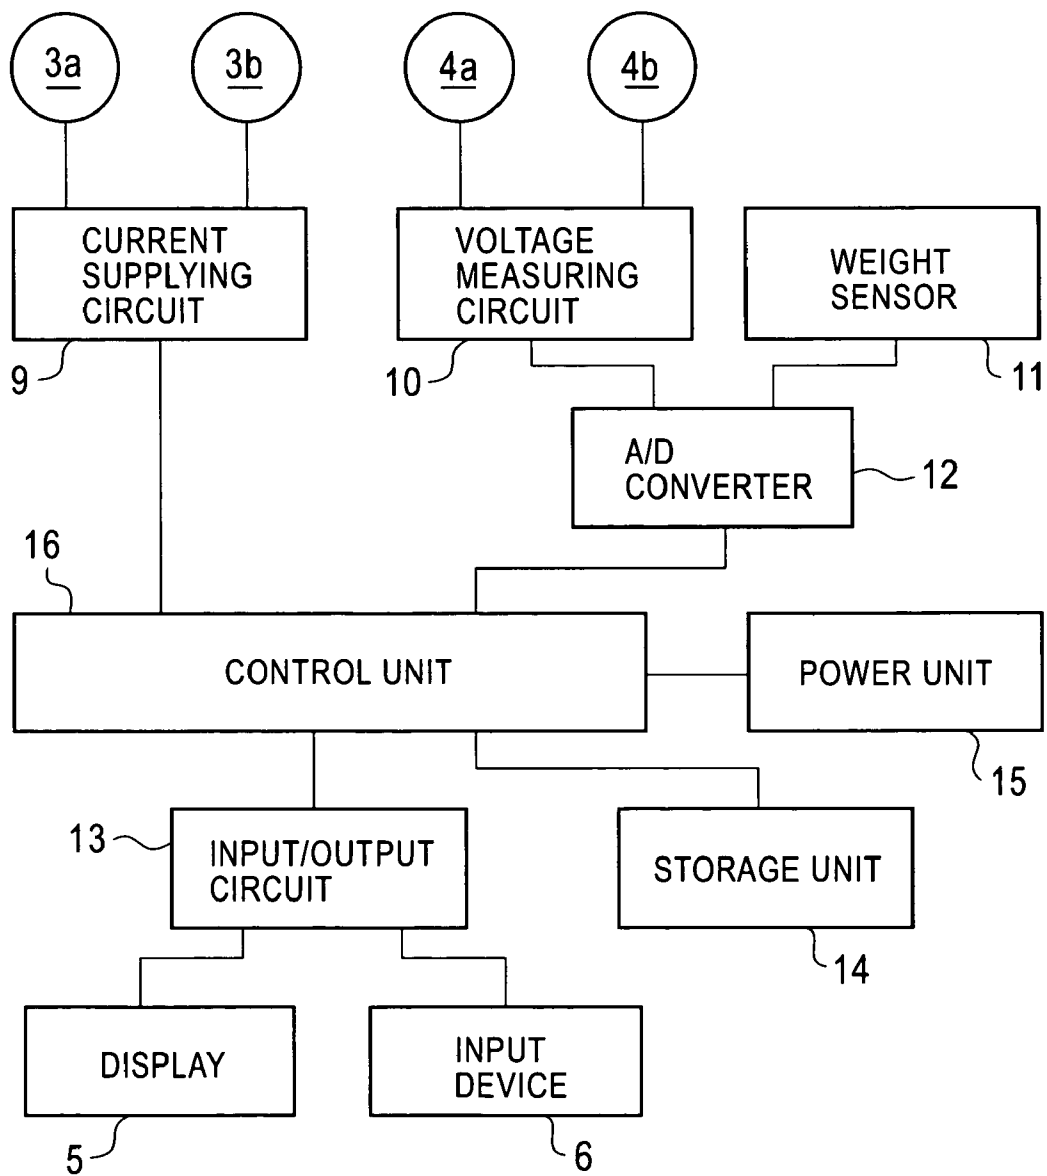 3a
3b
4a
4b
CURRENT
SUPPLYING
CIRCUIT
VOLTAGE
MEASURING
CIRCUIT
WEIGHT
SENSOR
9
10
11
A/D
CONVERTER
12
16
CONTROL UNIT
POWER UNIT
15
13
INPUT/OUTPUT
CIRCUIT
STORAGE UNIT
14
DISPLAY
INPUT
DEVICE
5
6